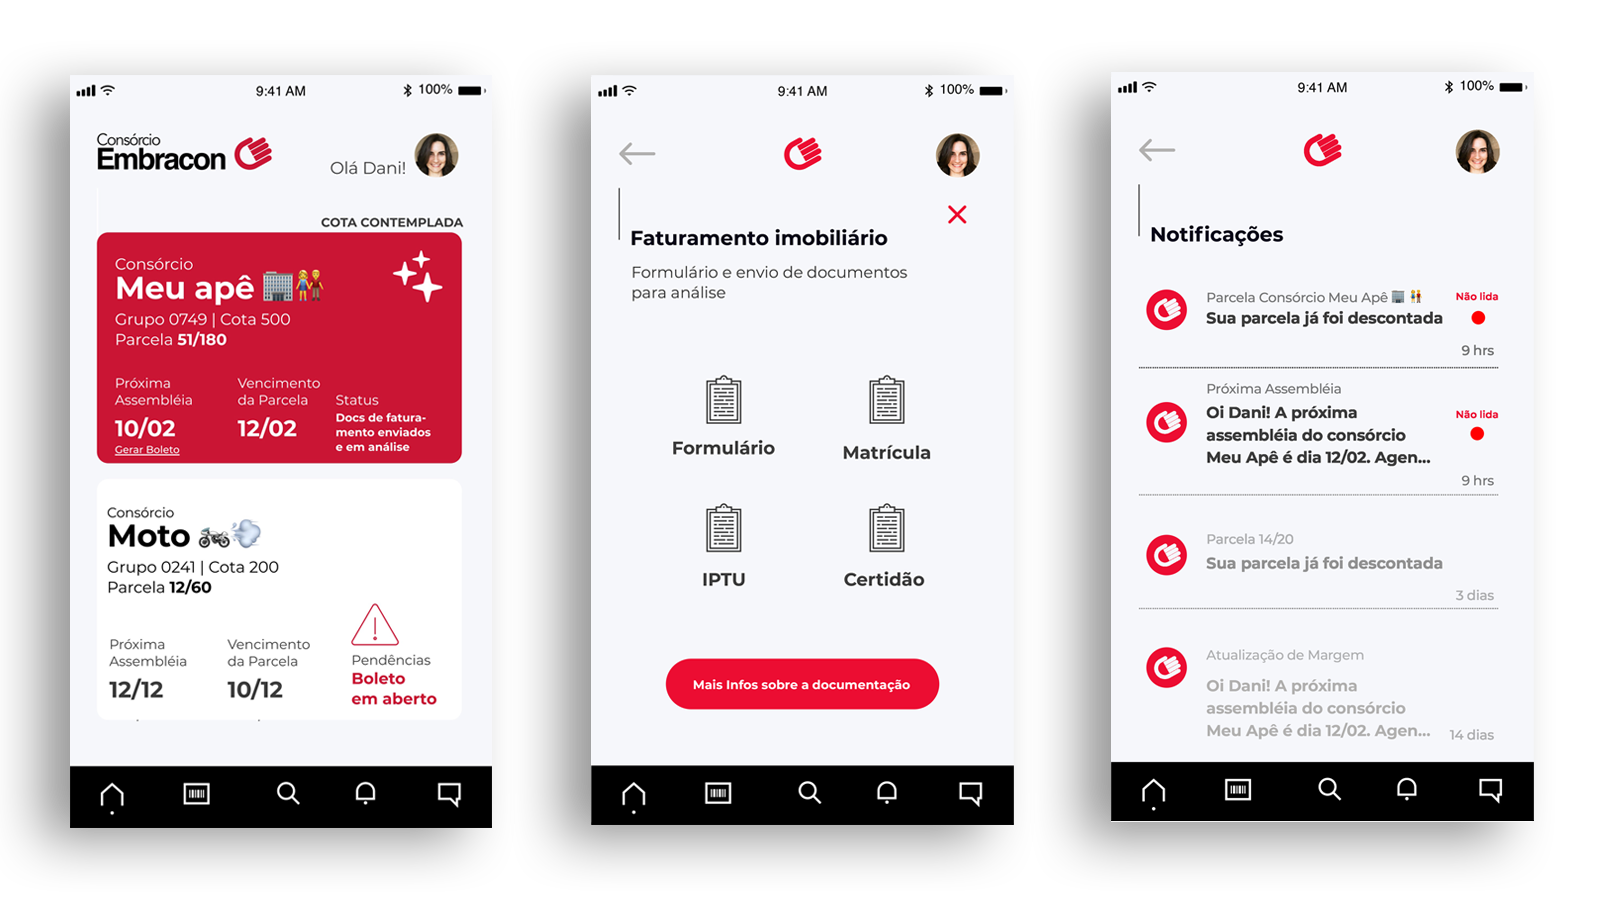 9:41 AM
100%
Consórcio
Embracon
Olá Dani!
COTA CONTEMPLADA
Consórcio
Meu apê
Grupo 0749 | Cota 500
Parcela 51/180
Próxima
Assembléia
10/02
Gerar Boleto
Vencimento
da Parcela
12/02
Status
Docs de fatura-
mento enviados
e em análise
Consórcio
Moto
Grupo 0241 | Cota 200
Parcela 12/60
Próxima
Assembléia
12/12
Vencimento
da Parcela
10/12
Pendências
Boleto
em aberto
9:41 AM
100%
Faturamento imobiliário
Formulário e envio de documentos
para análise
Formulário
Matrícula
IPTU
Certidão
Mais Infos sobre a documentação
9:41 AM
100%
Notificações
Parcela Consórcio Meu Apê
Não lida
Sua parcela já foi descontada
9 hrs
Próxima Assembléia
Oi Dani! A próxima
assembléia do consórcio
Meu Apê é dia 12/02. Agen...
Não lida
9 hrs
Parcela 14/20
Sua parcela já foi descontada
3 dias
Atualização de Margem
Oi Dani! A próxima
assembléia do consórcio
Meu Apê é dia 12/02. Agen...
14 dias